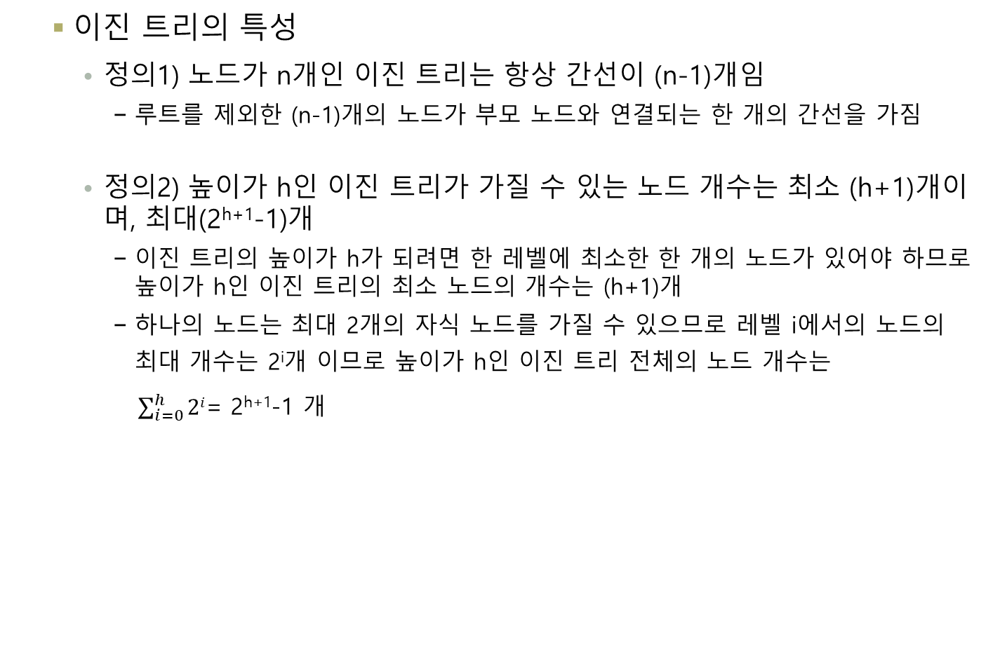 ▪ 이진 트리의 특성
• 정의1) 노드가 n개인 이진 트리는 항상 간선이 (n-1)개임
– 루트를 제외한 (n-1)개의 노드가 부모 노드와 연결되는 한 개의 간선을 가짐
• 정의2) 높이가 h인 이진 트리가 가질 수 있는 노드 개수는 최소 (h+1)개이
며, 최대(2ʰ⁺¹-1)개
– 이진 트리의 높이가 h가 되려면 한 레벨에 최소한 한 개의 노드가 있어야 하므로
높이가 h인 이진 트리의 최소 노드의 개수는 (h+1)개
– 하나의 노드는 최대 2개의 자식 노드를 가질 수 있으므로 레벨 i에서의 노드의
최대 개수는 2ⁱ개 이므로 높이가 h인 이진 트리 전체의 노드 개수는
∑ʰᵢ₌₀ 2ⁱ= 2ʰ⁺¹-1 개